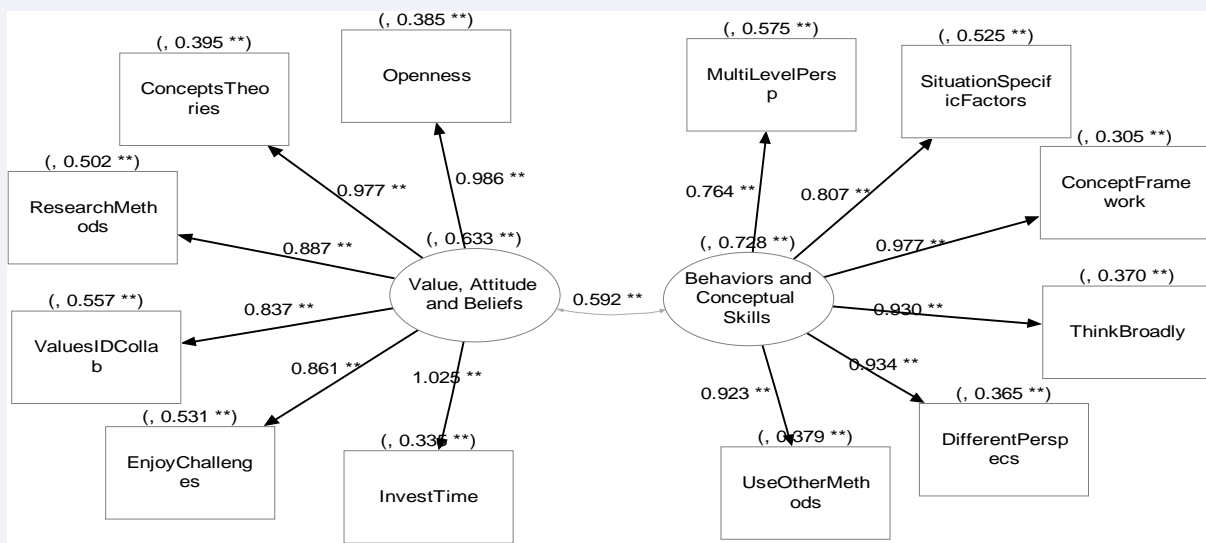 (, 0.395 **)
ConceptsTheo
ries
(, 0.385 **)
Openness
(, 0.575 **)
MultiLevelPers
p
(, 0.525 **)
SituationSpecif
icFactors
(, 0.502 **)
ResearchMeth
ods
(, 0.305 **)
ConceptFrame
work
0.977 **
0.986 **
0.764 **
0.807 **
0.887 **
(, 0.633 **)
Value, Attitude
and Beliefs
0.592 **
(, 0.728 **)
Behaviors and
Conceptual
Skills
0.977 **
(, 0.557 **)
ValuesIDCollab
b
0.837 **
0.930 **
(, 0.370 **)
ThinkBroadly
0.861 **
1.025 **
0.923 **
0.934 **
(, 0.531 **)
EnjoyChalleng
es
(, 0.335 **)
InvestTime
(, 0.379 **)
UseOtherMeth
ods
(, 0.365 **)
DifferentPersp
ecs